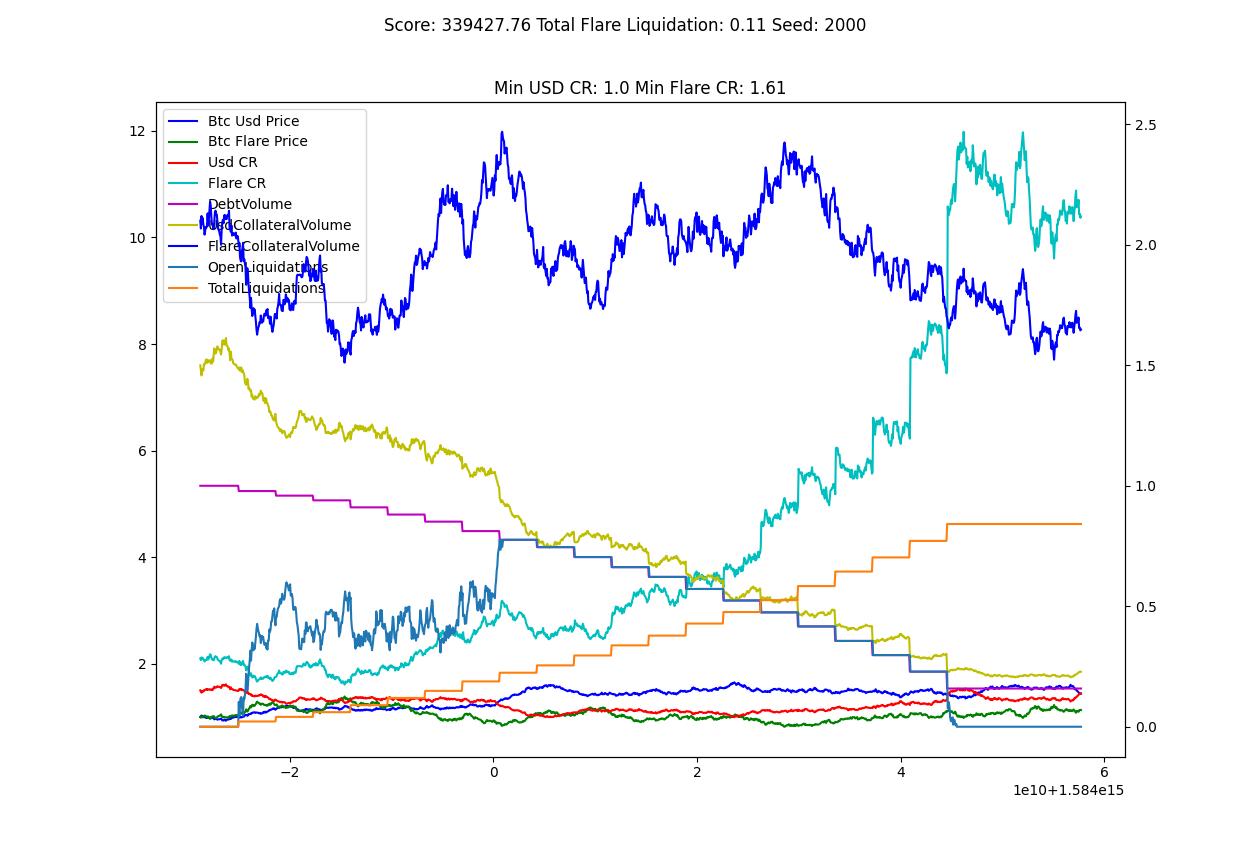 Score: 339427.76 Total Flare Liquidation: 0.11 Seed: 2000
Min USD CR: 1.0 Min Flare CR: 1.61
Btc Usd Price
Btc Flare Price
Usd CR
Flare CR
DebtVolume
UsdCollateralVolume
FlareCollateralVolume
OpenLiquidations
TotalLiquidations
12
10
8
6
4
2
2.5
2.0
1.5
1.0
0.5
0.0
−2
0
2
4
6
1e10+1.584e15